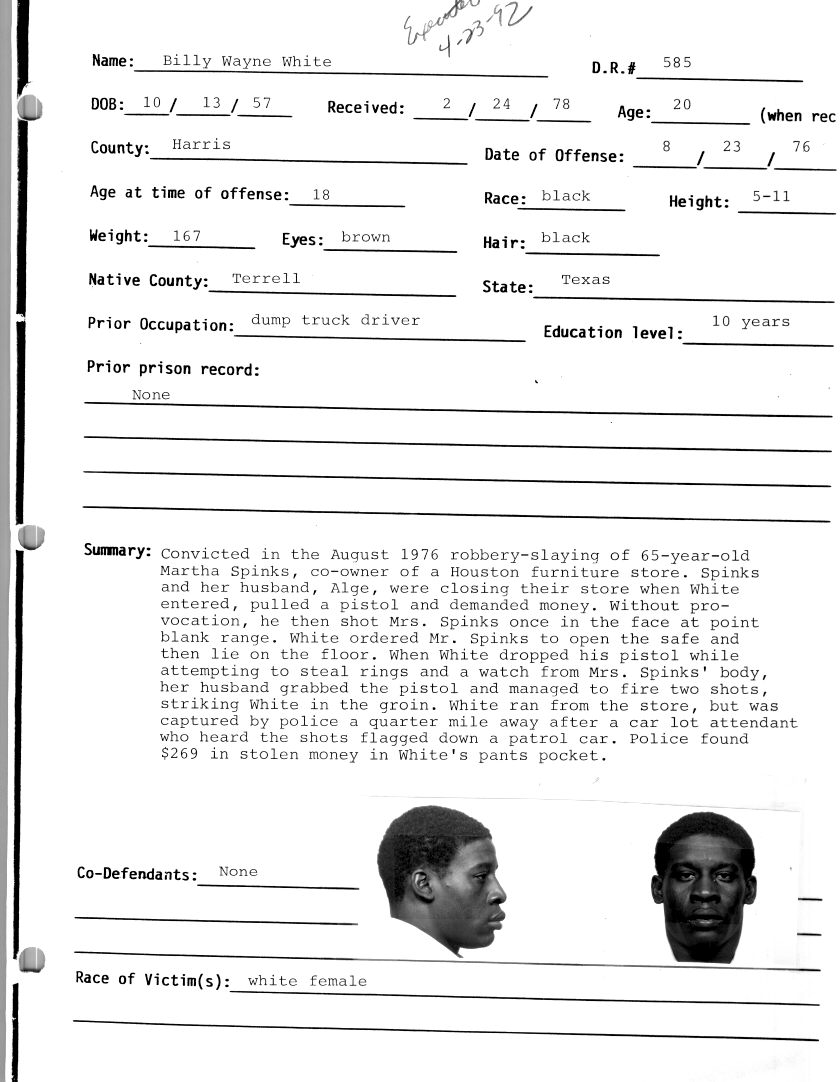 Executed
4-23-92
Name: Billy Wayne White D.R.# 585
DOB: 10 / 13 / 57 Received: 2 / 24 / 78 Age: 20 (when rec
County: Harris Date of Offense: 8 / 23 / 76
Age at time of offense: 18 Race: black Height: 5-11
Weight: 167 Eyes: brown Hair: black
Native County: Terrell State: Texas
Prior Occupation: dump truck driver Education level: 10 years
Prior prison record:
None
Summary: Convicted in the August 1976 robbery-slaying of 65-year-old
Martha Spinks, co-owner of a Houston furniture store. Spinks
and her husband, Alge, were closing their store when White
entered, pulled a pistol and demanded money. Without pro-
vocation, he then shot Mrs. Spinks once in the face at point
blank range. White ordered Mr. Spinks to open the safe and
then lie on the floor. When White dropped his pistol while
attempting to steal rings and a watch from Mrs. Spinks' body,
her husband grabbed the pistol and managed to fire two shots,
striking White in the groin. White ran from the store, but was
captured by police a quarter mile away after a car lot attendant
who heard the shots flagged down a patrol car. Police found
$269 in stolen money in White's pants pocket.
Co-Defendants: None
Race of Victim(s): white female